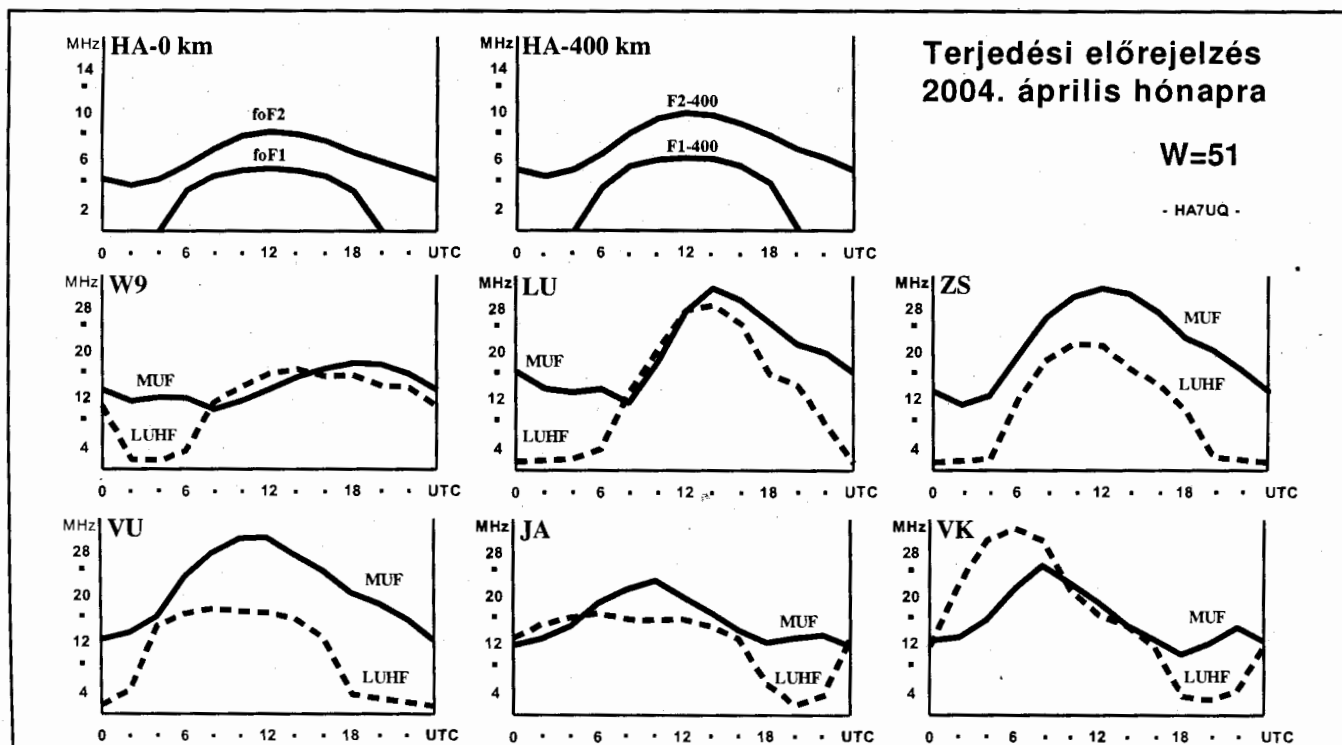 MHz HA-0 km
14
10
6
2
foF2
foF1
0 6 12 18 UTC
MHz HA-400 km
14
10
6
2
F2-400
F1-400
0 6 12 18 UTC
Terjedési előrejelzés
2004. április hónapra
W=51
- HA7UQ -
MHz W9
28
20
12
4
MUF
LUHF
0 6 12 18 UTC
MHz LU
28
20
12
4
MUF
LUHF
0 6 12 18 UTC
MHz ZS
28
20
12
4
MUF
LUHF
0 6 12 18 UTC
MHz VU
28
20
12
4
MUF
LUHF
0 6 12 18 UTC
MHz JA
28
20
12
4
MUF
LUHF
0 6 12 18 UTC
MHz VK
28
20
12
4
MUF
LUHF
0 6 12 18 UTC